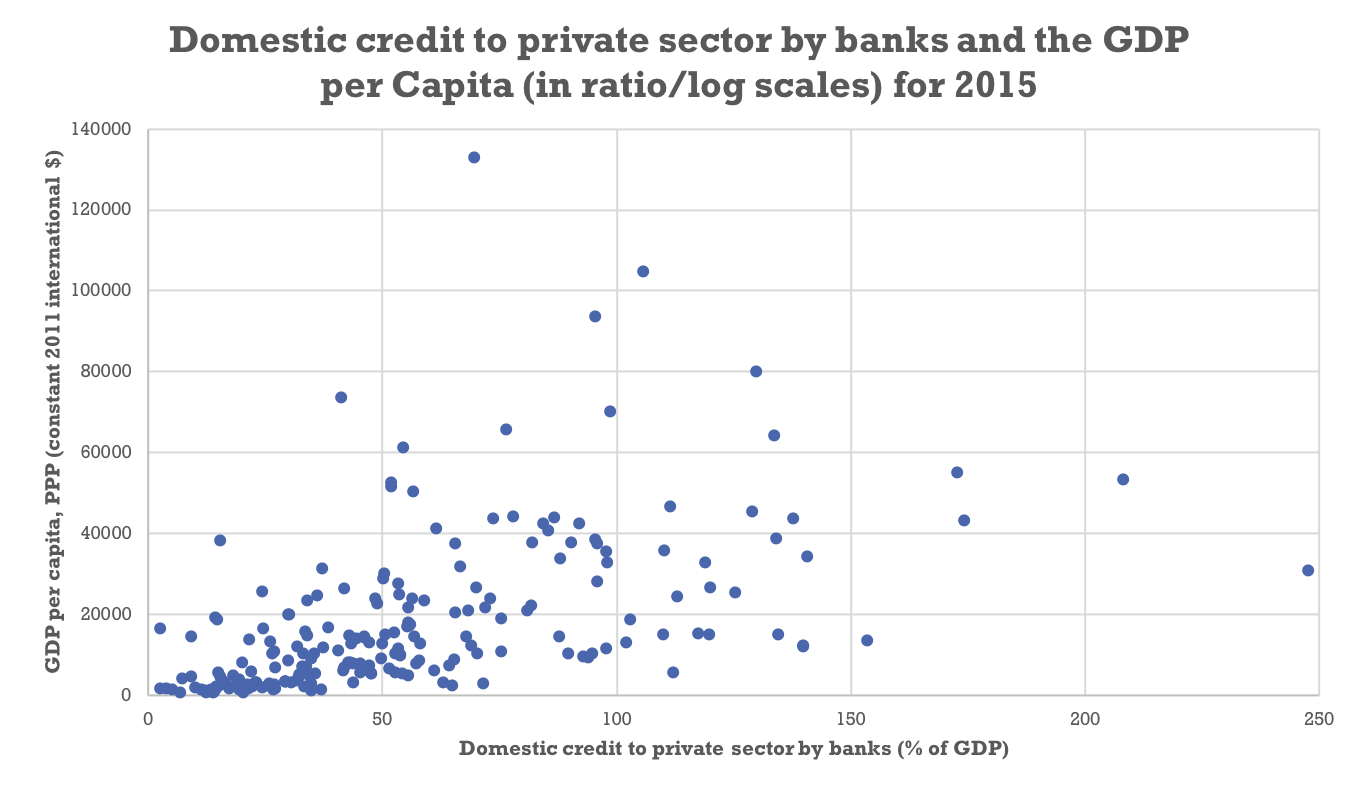 Domestic credit to private sector by banks and the GDP
per Capita (in ratio/log scales) for 2015
GDP per capita, PPP (constant 2011 international $)
140000
120000
100000
80000
60000
40000
20000
0
0 50 100 150 200 250
Domestic credit to private sector by banks (% of GDP)